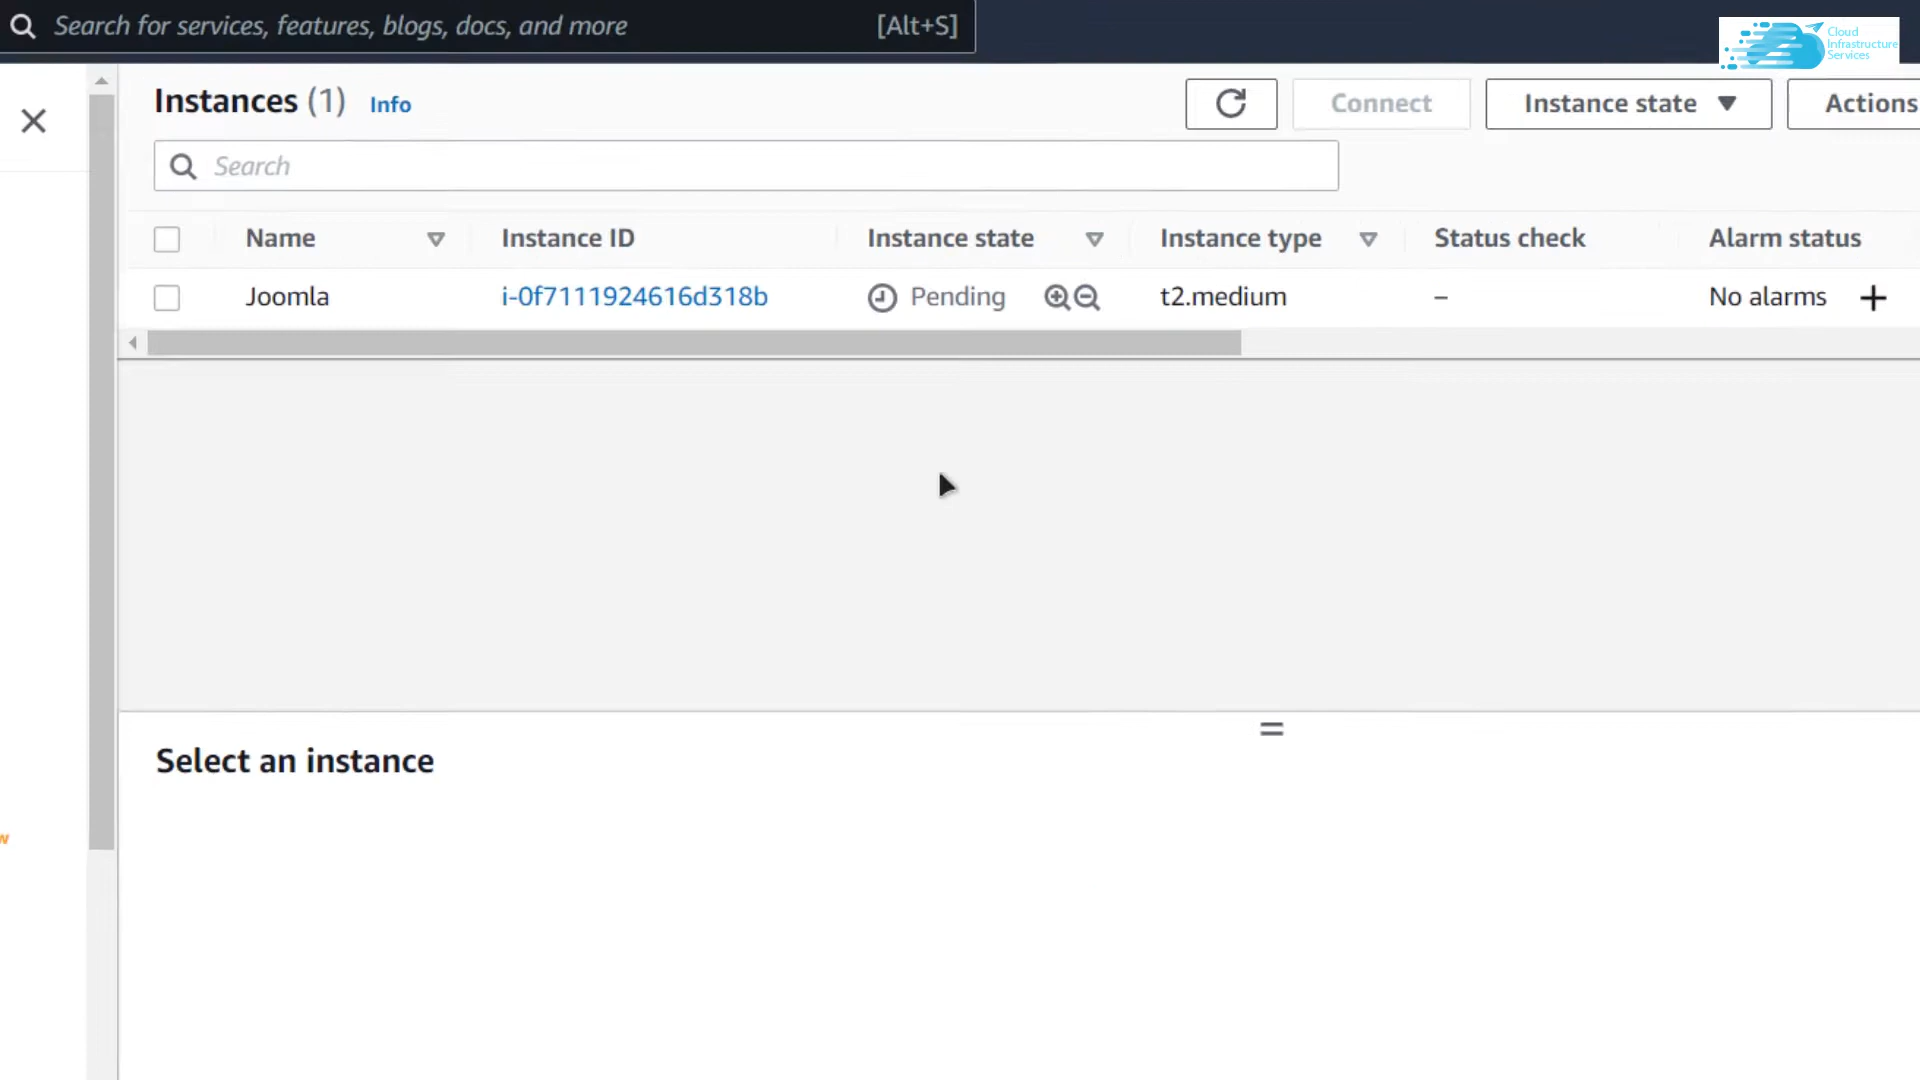 Search for services, features, blogs, docs, and more [Alt+S]
Cloud
Infrastructure
Services
Instances (1) Info
Connect
Instance state
Actions
Search
Name Instance ID Instance state Instance type Status check Alarm status
Joomla i-0f7111924616d318b Pending t2.medium – No alarms +
Select an instance
w